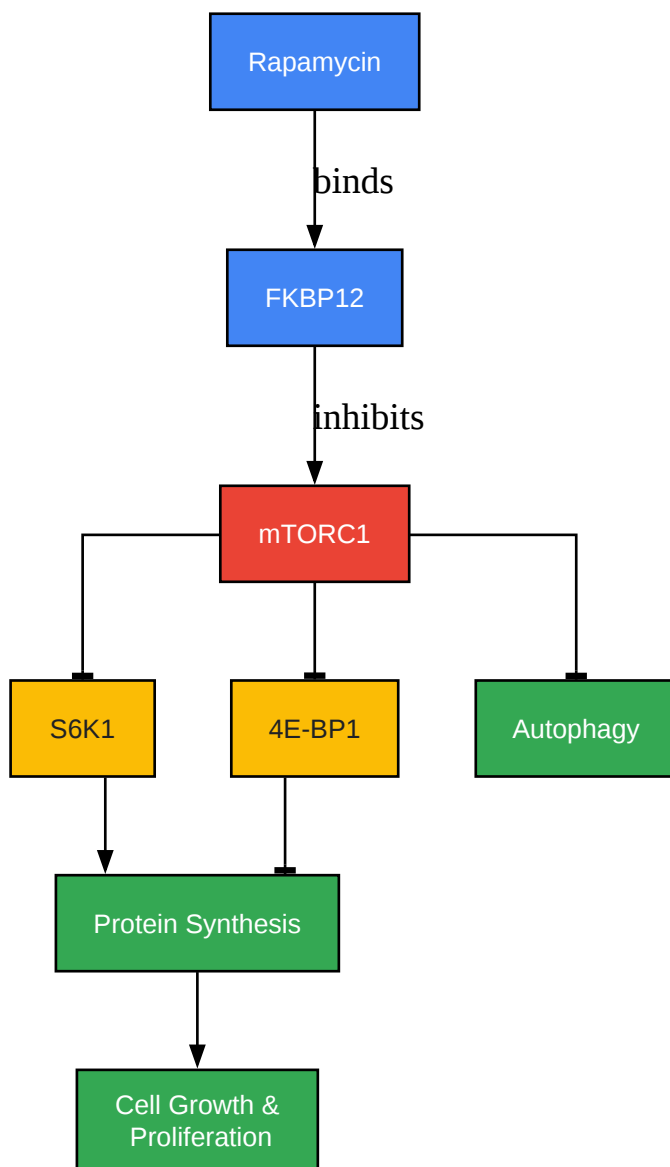 Rapamycin
binds
FKBP12
inhibits
mTORC1
S6K1
4E-BP1
Autophagy
Protein Synthesis
Cell Growth &
Proliferation